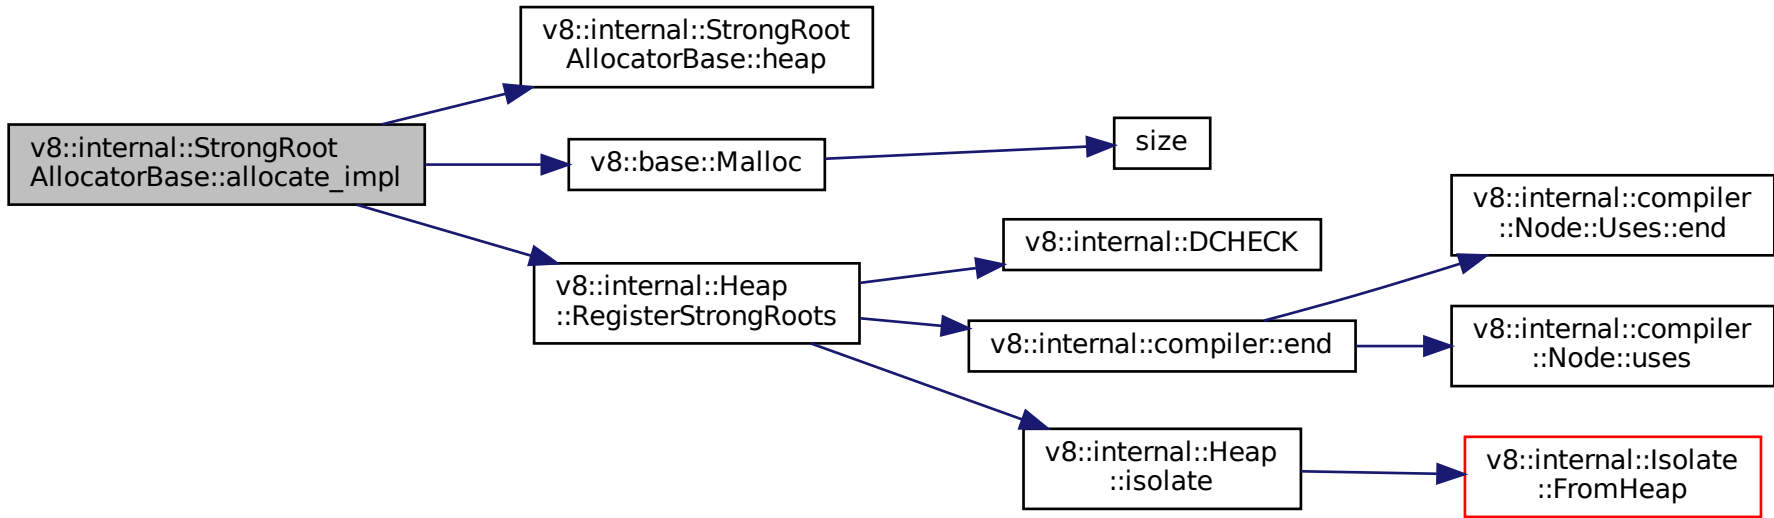 v8::internal::StrongRoot
AllocatorBase::allocate_impl
v8::internal::StrongRoot
AllocatorBase::heap
v8::base::Malloc
size
v8::internal::Heap
::RegisterStrongRoots
v8::internal::DCHECK
v8::internal::compiler::end
v8::internal::compiler
::Node::Uses::end
v8::internal::compiler
::Node::uses
v8::internal::Heap
::isolate
v8::internal::Isolate
::FromHeap